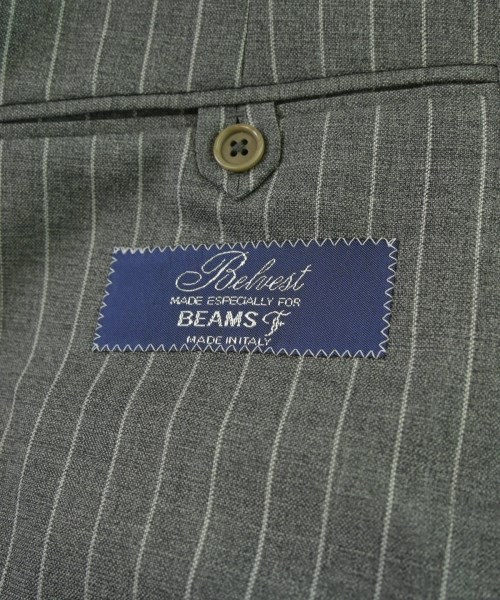 Belvest
MADE ESPECIALLY FOR
BEAMS F
MADE IN ITALY